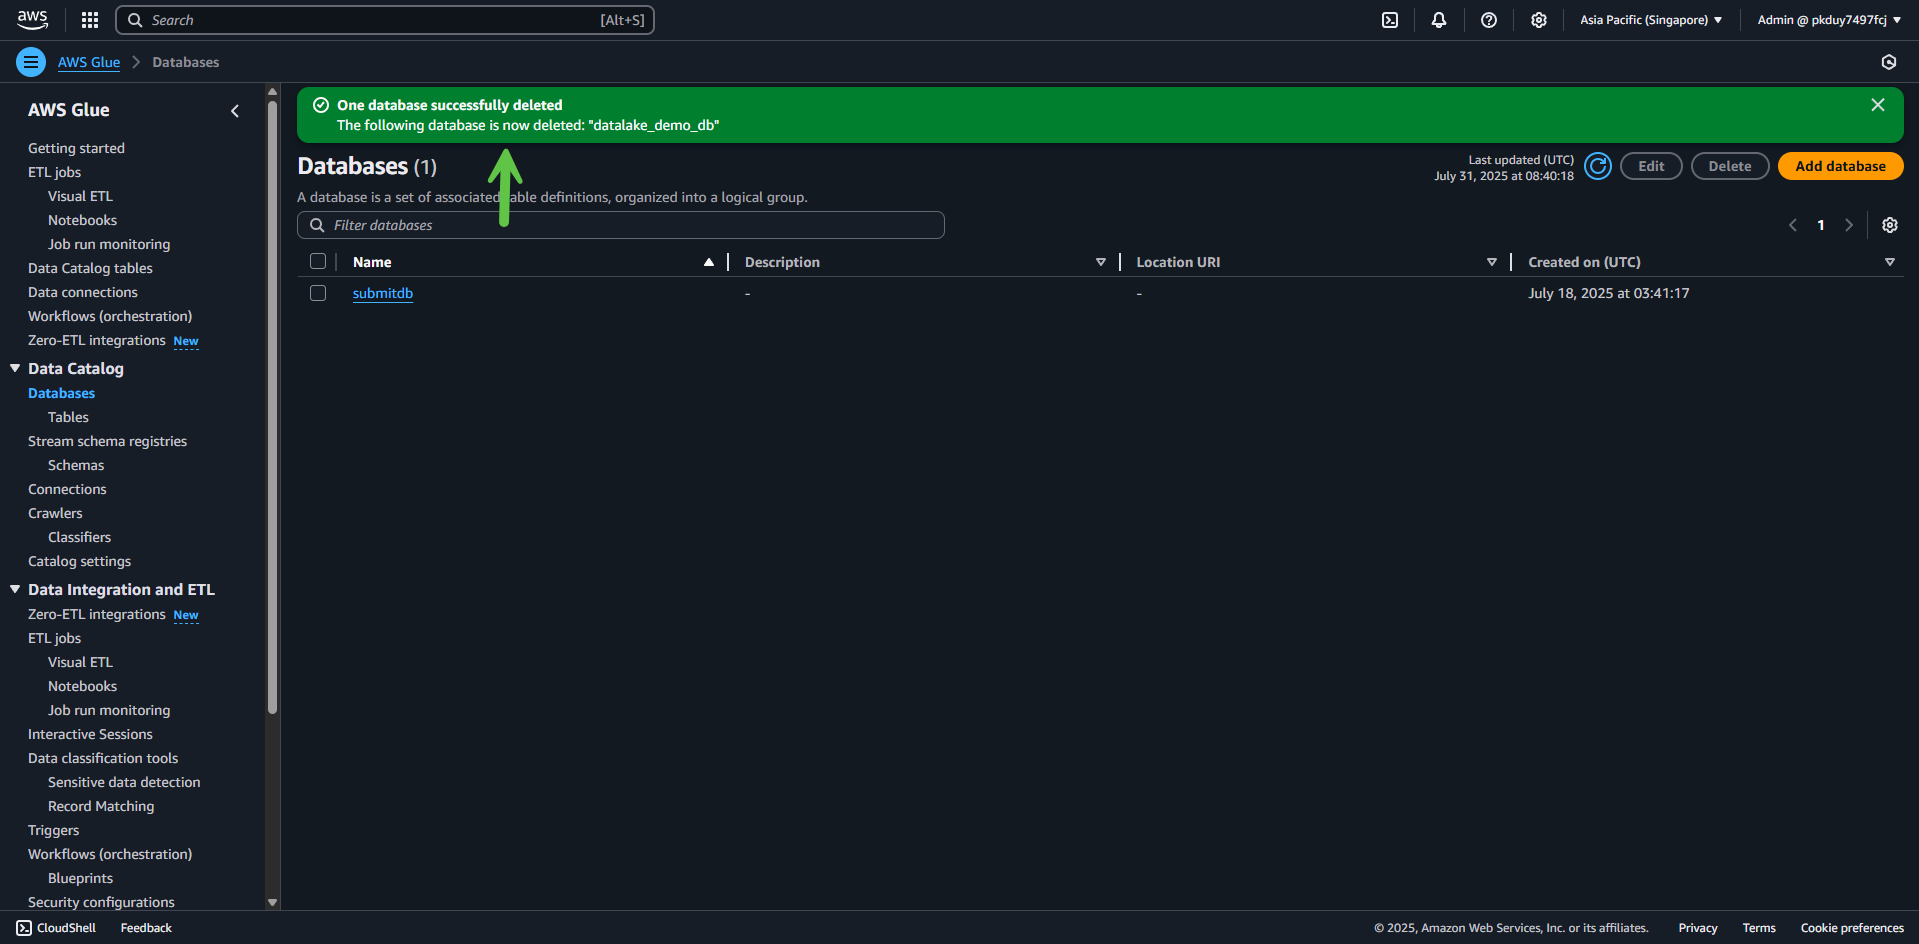 aws
Search [Alt+S]
Asia Pacific (Singapore)
Admin @ pkduy7497fcj
AWS Glue
Databases
AWS Glue
Getting started
ETL jobs
Visual ETL
Notebooks
Job run monitoring
Data Catalog tables
Data connections
Workflows (orchestration)
Zero-ETL integrations New
Data Catalog
Databases
Tables
Stream schema registries
Schemas
Connections
Crawlers
Classifiers
Catalog settings
Data Integration and ETL
Zero-ETL integrations New
ETL jobs
Visual ETL
Notebooks
Job run monitoring
Interactive Sessions
Data classification tools
Sensitive data detection
Record Matching
Triggers
Workflows (orchestration)
Blueprints
Security configurations
One database successfully deleted
The following database is now deleted: "datalake_demo_db"
Databases (1)
Last updated (UTC)
July 31, 2025 at 08:40:18
Edit
Delete
Add database
A database is a set of associated table definitions, organized into a logical group.
Filter databases
1
Name Description Location URI Created on (UTC)
submitdb - - July 18, 2025 at 03:41:17
CloudShell
Feedback
© 2025, Amazon Web Services, Inc. or its affiliates.
Privacy
Terms
Cookie preferences